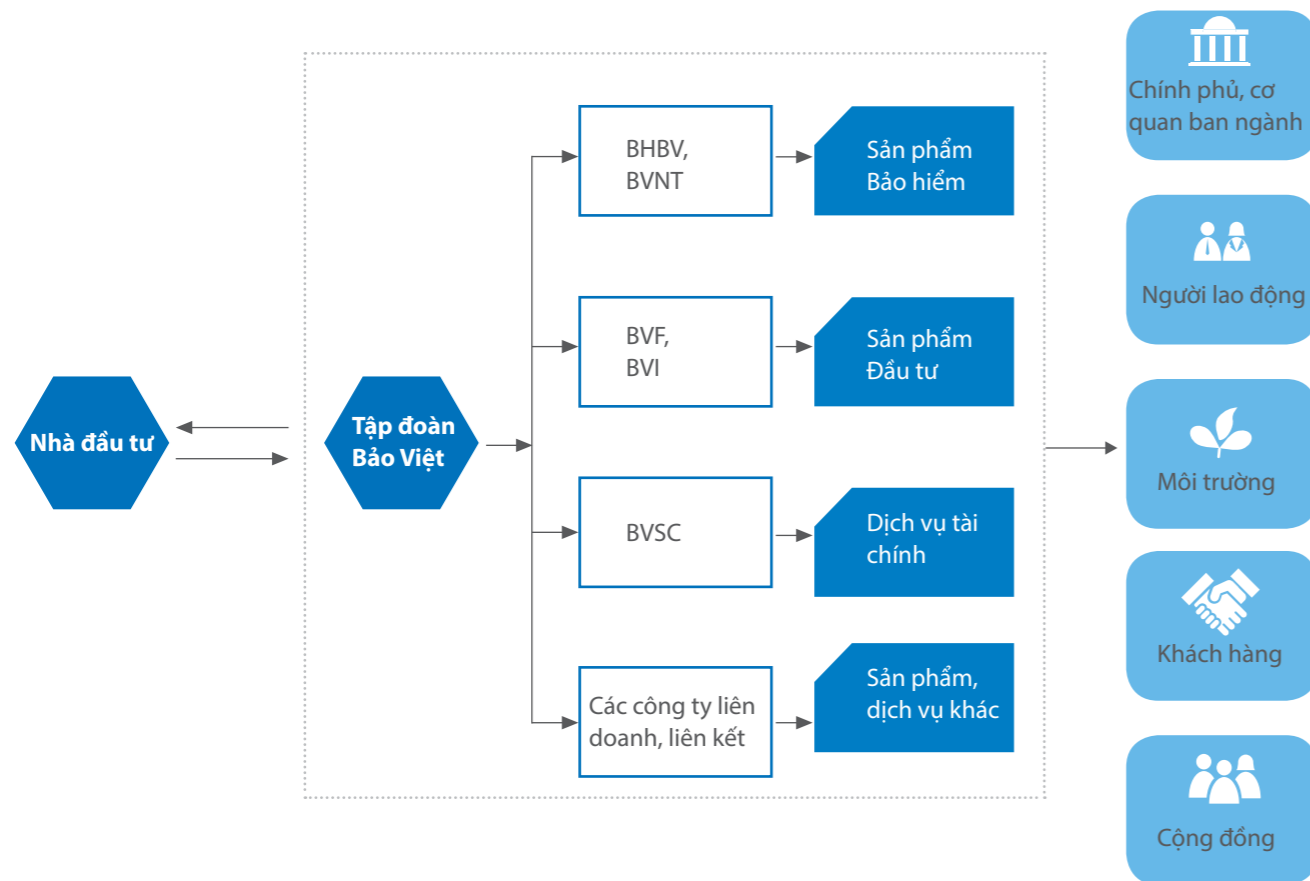 Nhà đầu tư
Tập đoàn
Bảo Việt
BHBV,
BVNT
Sản phẩm
Bảo hiểm
BVF,
BVI
Sản phẩm
Đầu tư
BVSC
Dịch vụ tài
chính
Các công ty liên
doanh, liên kết
Sản phẩm,
dịch vụ khác
Chính phủ, cơ
quan ban ngành
Người lao động
Môi trường
Khách hàng
Cộng đồng